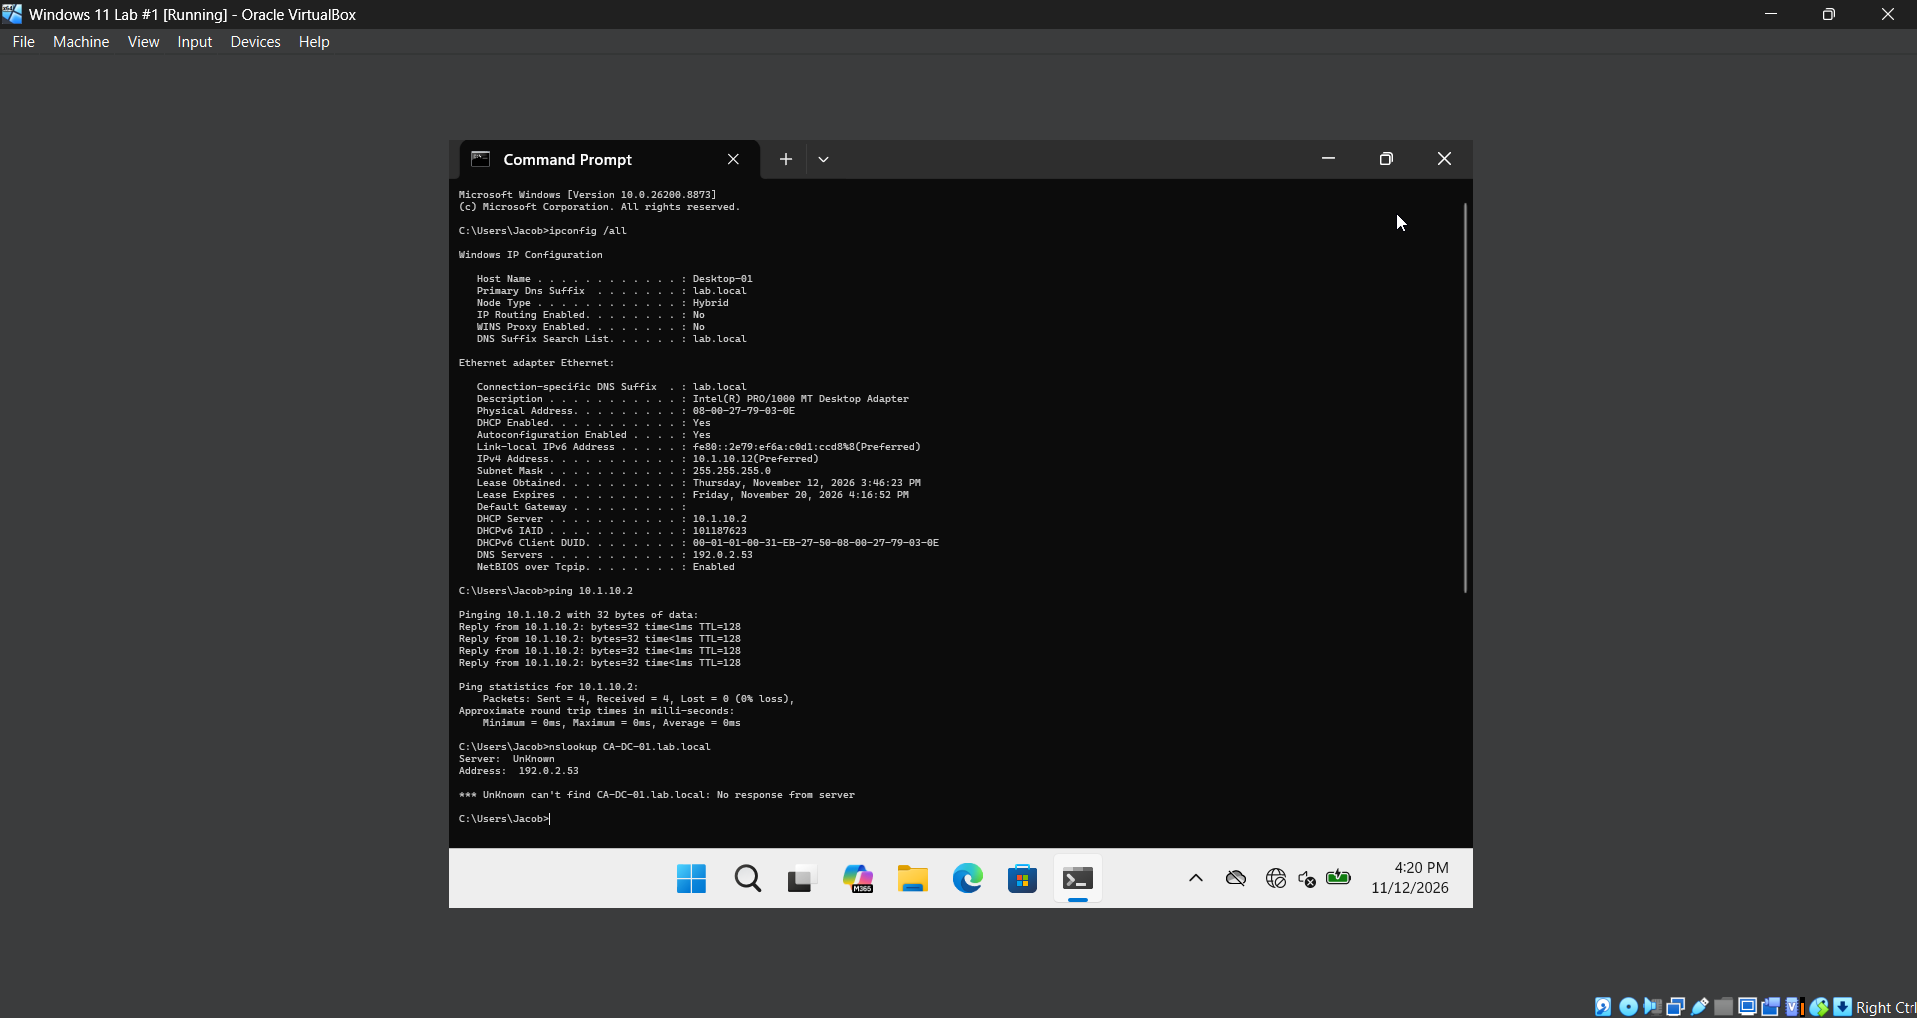 Windows 11 Lab #1 [Running] - Oracle VirtualBox
File Machine View Input Devices Help
Command Prompt
Microsoft Windows [Version 10.0.26200.8873]
(c) Microsoft Corporation. All rights reserved.
C:\Users\Jacob>ipconfig /all
Windows IP Configuration
Host Name . . . . . . . . . . . . : Desktop-01
Primary Dns Suffix  . . . . . . . : lab.local
Node Type . . . . . . . . . . . . : Hybrid
IP Routing Enabled. . . . . . . . : No
WINS Proxy Enabled. . . . . . . . : No
DNS Suffix Search List. . . . . . : lab.local
Ethernet adapter Ethernet:
Connection-specific DNS Suffix  . : lab.local
Description . . . . . . . . . . . : Intel(R) PRO/1000 MT Desktop Adapter
Physical Address. . . . . . . . . : 08-00-27-79-03-0E
DHCP Enabled. . . . . . . . . . . : Yes
Autoconfiguration Enabled . . . . : Yes
Link-local IPv6 Address . . . . . : fe80::2e79:ef6a:c0d1:ccd8%8(Preferred)
IPv4 Address. . . . . . . . . . . : 10.1.10.12(Preferred)
Subnet Mask . . . . . . . . . . . : 255.255.255.0
Lease Obtained. . . . . . . . . . : Thursday, November 12, 2026 3:46:23 PM
Lease Expires . . . . . . . . . . : Friday, November 20, 2026 4:16:52 PM
Default Gateway . . . . . . . . . :
DHCP Server . . . . . . . . . . . : 10.1.10.2
DHCPv6 IAID . . . . . . . . . . . : 101187623
DHCPv6 Client DUID. . . . . . . . : 00-01-01-00-31-EB-27-50-08-00-27-79-03-0E
DNS Servers . . . . . . . . . . . : 192.0.2.53
NetBIOS over Tcpip. . . . . . . . : Enabled
C:\Users\Jacob>ping 10.1.10.2
Pinging 10.1.10.2 with 32 bytes of data:
Reply from 10.1.10.2: bytes=32 time<1ms TTL=128
Reply from 10.1.10.2: bytes=32 time<1ms TTL=128
Reply from 10.1.10.2: bytes=32 time<1ms TTL=128
Reply from 10.1.10.2: bytes=32 time<1ms TTL=128
Ping statistics for 10.1.10.2:
Packets: Sent = 4, Received = 4, Lost = 0 (0% loss),
Approximate round trip times in milli-seconds:
Minimum = 0ms, Maximum = 0ms, Average = 0ms
C:\Users\Jacob>nslookup CA-DC-01.lab.local
Server:  UnKnown
Address:  192.0.2.53
*** UnKnown can't find CA-DC-01.lab.local: No response from server
C:\Users\Jacob>
M365
4:20 PM
11/12/2026
Right Ctrl